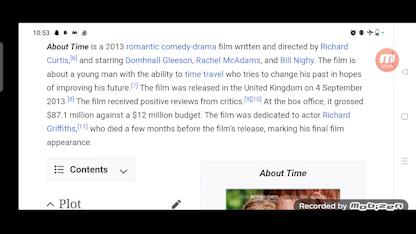 10:53
About Time is a 2013 romantic comedy-drama film written and directed by Richard
Curtis,[6] and starring Domhnall Gleeson, Rachel McAdams, and Bill Nighy. The film is
about a young man with the ability to time travel who tries to change his past in hopes
of improving his future.[7] The film was released in the United Kingdom on 4 September
2013.[8] The film received positive reviews from critics.[9][10] At the box office, it grossed
$87.1 million against a $12 million budget. The film was dedicated to actor Richard
Griffiths,[11] who died a few months before the film's release, marking his final film
appearance.
Contents
About Time
Plot
Recorded by Mobizen